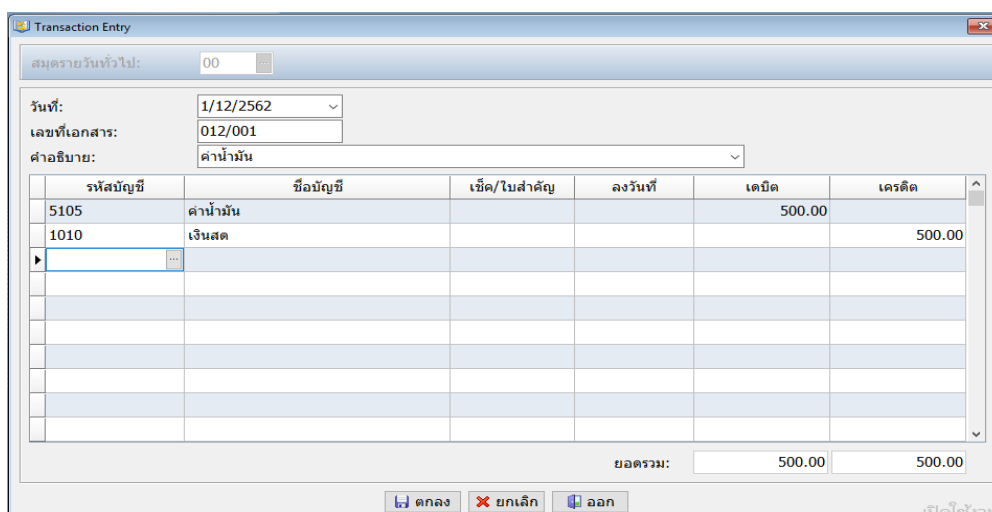 Transaction Entry
สมุดรายวันทั่วไป: 00
วันที่: 1/12/2562
เลขที่เอกสาร: 012/001
คำอธิบาย: ค่าน้ำมัน
รหัสบัญชี ชื่อบัญชี เช็ค/ใบสำคัญ ลงวันที่ เดบิต เครดิต
5105 ค่าน้ำมัน 500.00
1010 เงินสด 500.00
ยอดรวม: 500.00 500.00
ตกลง ยกเลิก ออก